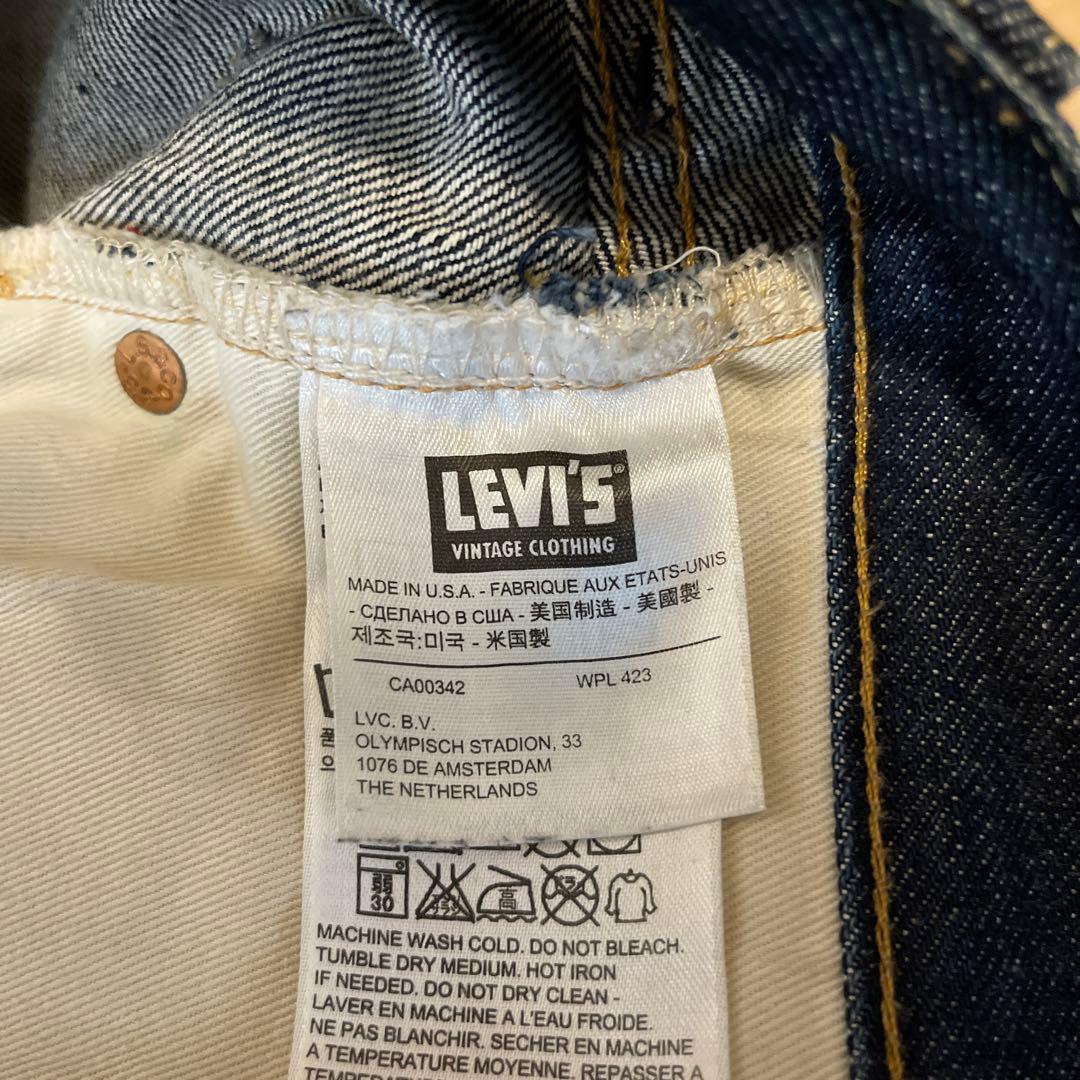 LEVI'S®
VINTAGE CLOTHING
MADE IN U.S.A. - FABRIQUE AUX ETATS-UNIS
- СДЕЛАНО В США - 美国制造 - 美國製 -
제조국:미국 - 米国製
CA00342 WPL 423
LVC. B.V.
OLYMPISCH STADION, 33
1076 DE AMSTERDAM
THE NETHERLANDS
弱
30
高
MACHINE WASH COLD. DO NOT BLEACH.
TUMBLE DRY MEDIUM. HOT IRON
IF NEEDED. DO NOT DRY CLEAN -
LAVER EN MACHINE A L'EAU FROIDE.
NE PAS BLANCHIR. SECHER EN MACHINE
A TEMPERATURE MOYENNE. REPASSER A